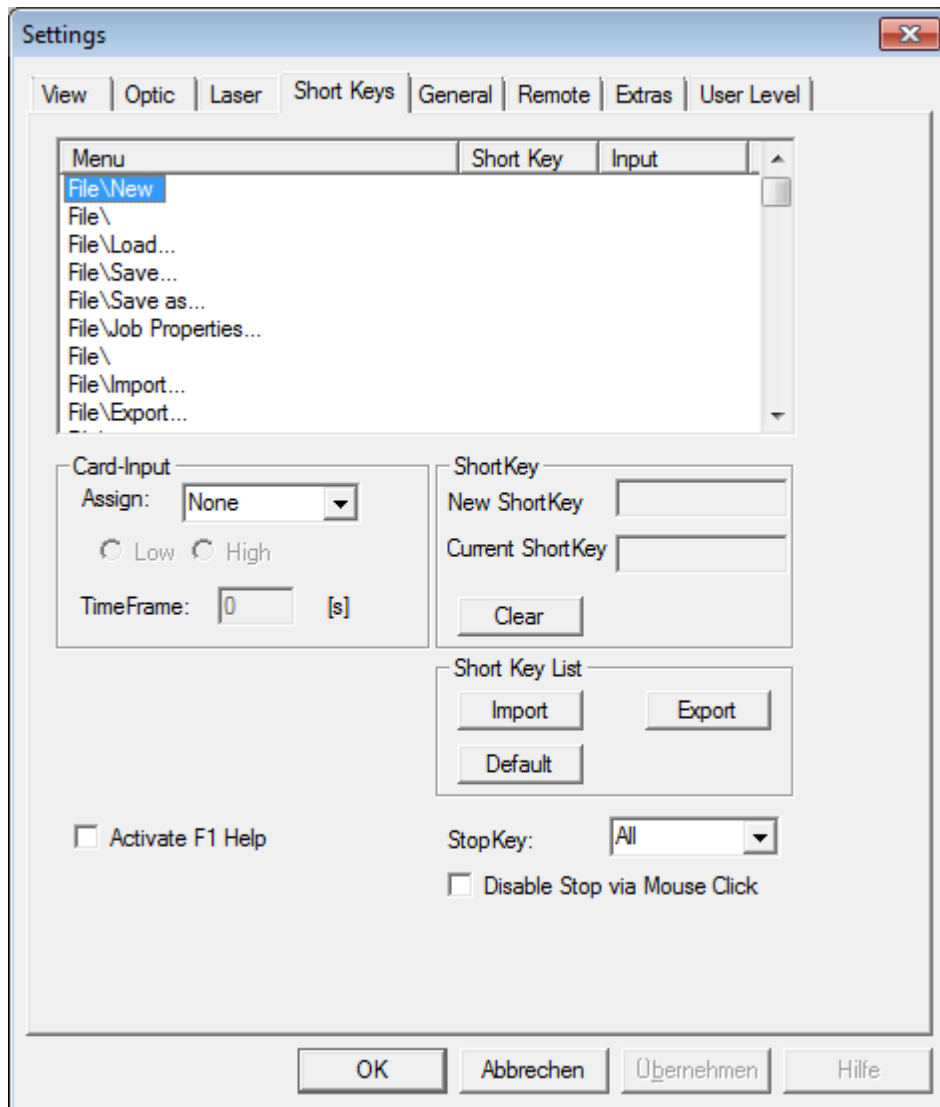 Settings
View Optic Laser Short Keys General Remote Extras User Level
Menu Short Key Input
File\New
File\
File\Load...
File\Save...
File\Save as...
File\Job Properties...
File\
File\Import...
File\Export...
Card-Input
Assign: None
Low High
TimeFrame: 0 [s]
ShortKey
New ShortKey
Current ShortKey
Clear
Short Key List
Import Export
Default
Activate F1 Help
StopKey: All
Disable Stop via Mouse Click
OK Abbrechen Übernehmen Hilfe